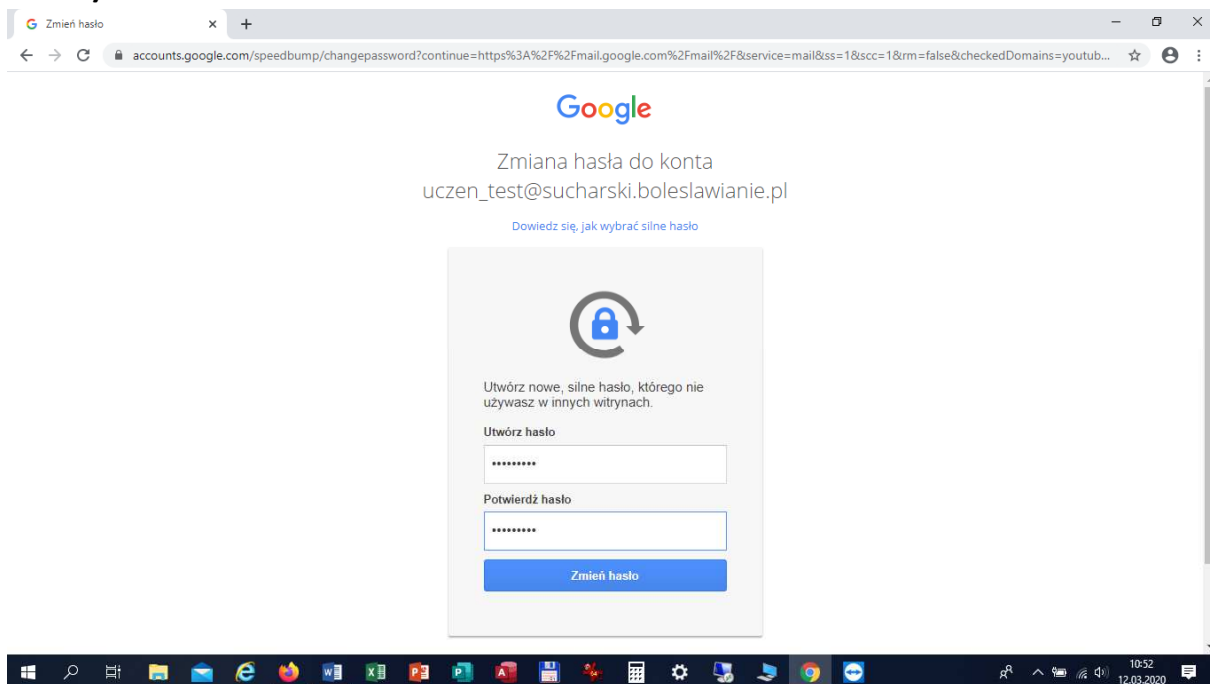 Zmień hasło
accounts.google.com/speedbump/changepassword?continue=https%3A%2F%2Fmail.google.com%2Fmail%2F&service=mail&ss=1&scc=1&rm=false&checkedDomains=youtub...
Google
Zmiana hasła do konta
uczen_test@sucharski.boleslawianie.pl
Dowiedz się, jak wybrać silne hasło
Utwórz nowe, silne hasło, którego nie
używasz w innych witrynach.
Utwórz hasło
•••••••••
Potwierdź hasło
•••••••••
Zmień hasło
10:52
12.03.2020